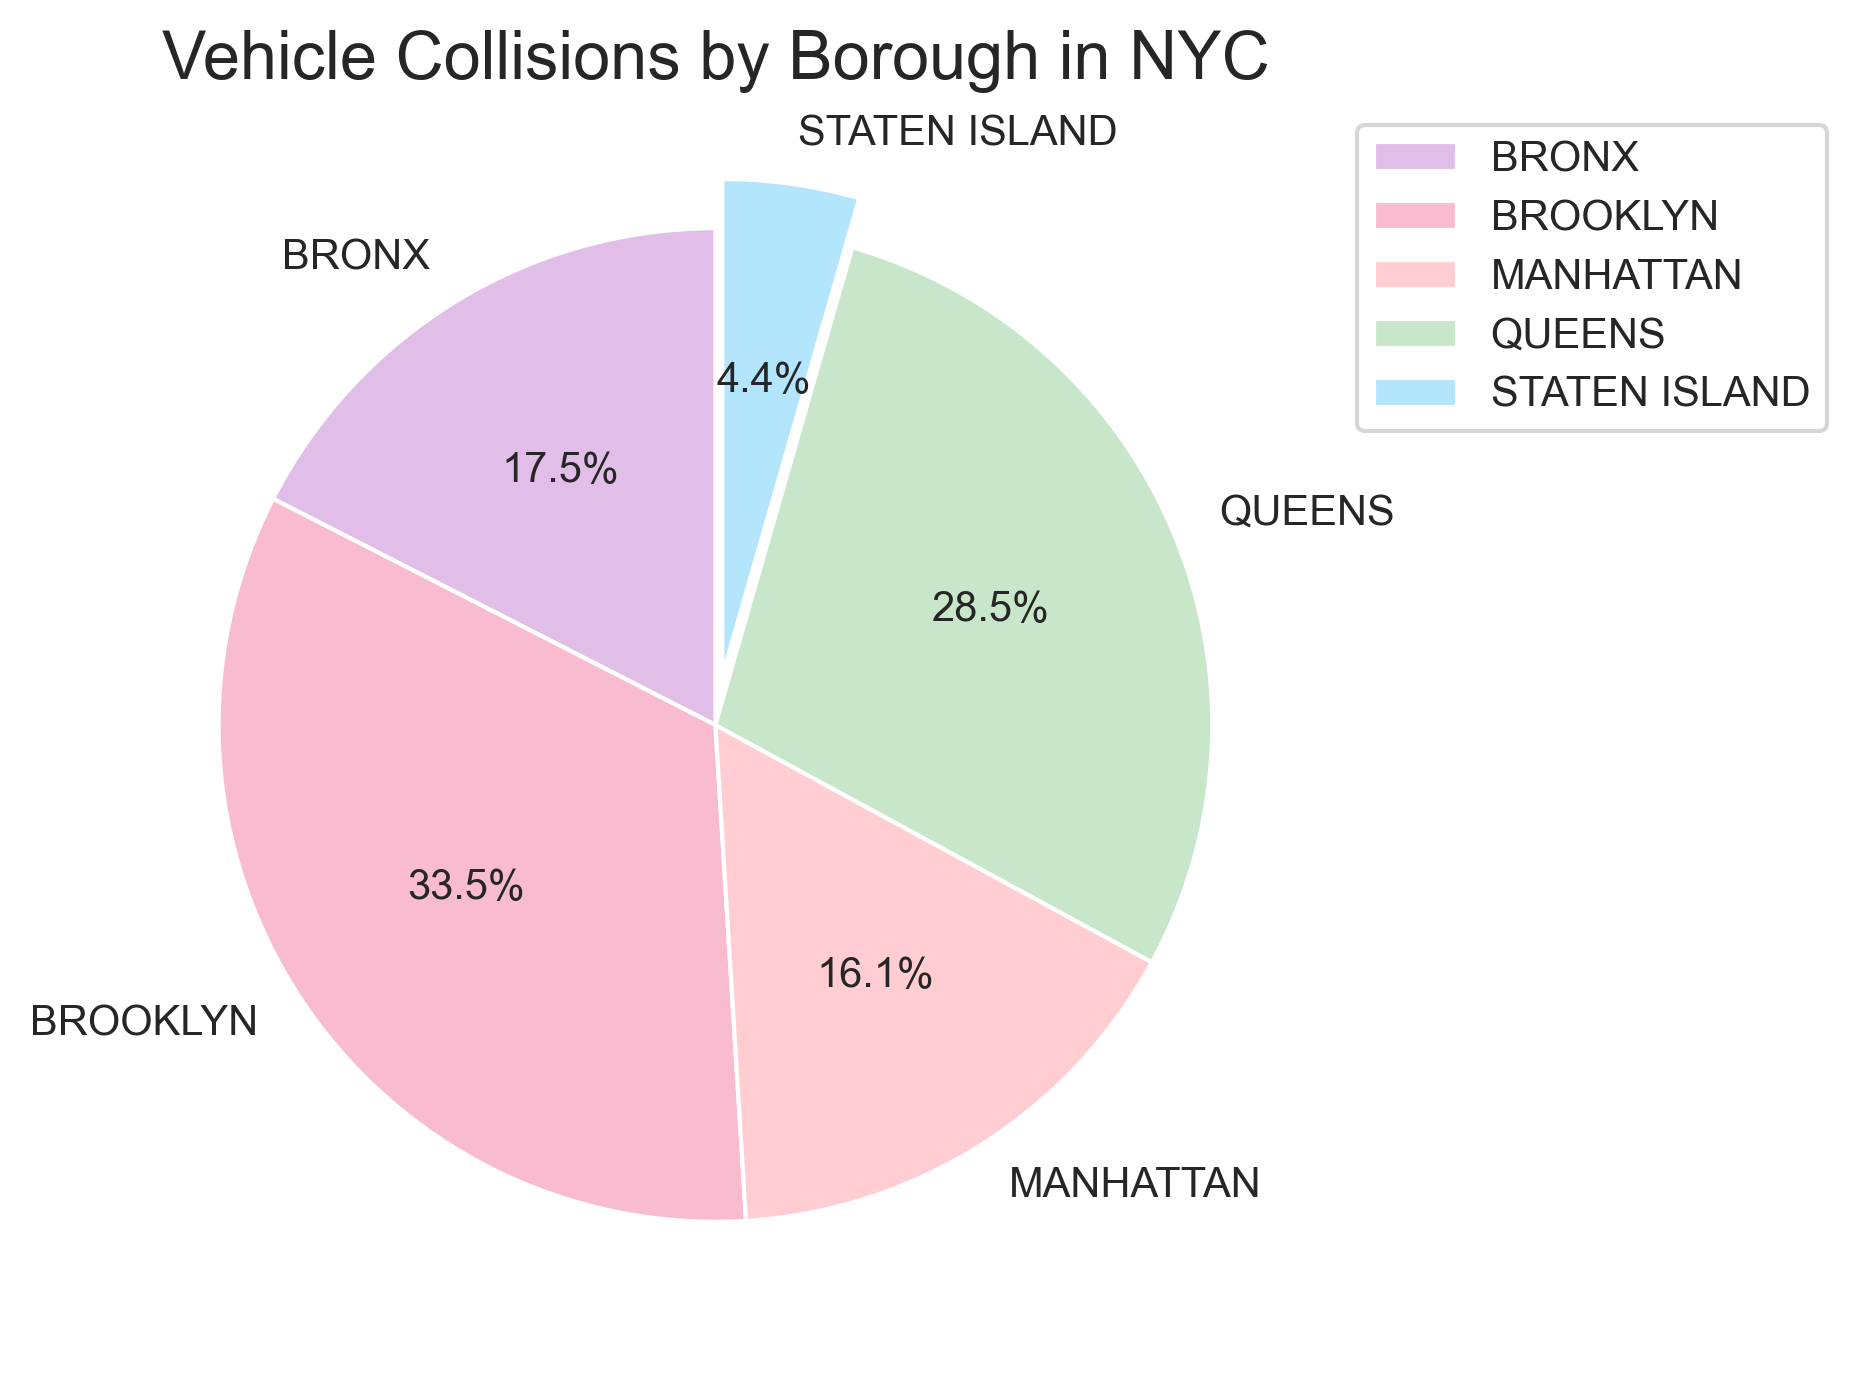 Vehicle Collisions by Borough in NYC
STATEN ISLAND
BRONX
QUEENS
BROOKLYN
MANHATTAN
4.4%
17.5%
28.5%
33.5%
16.1%
BRONX
BROOKLYN
MANHATTAN
QUEENS
STATEN ISLAND